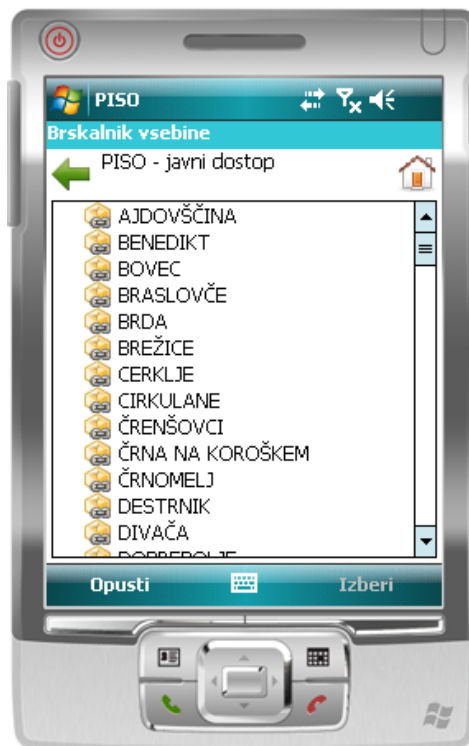 PISO
Brskalnik vsebine
PISO - javni dostop
AJDOVŠČINA
BENEDIKT
BOVEC
BRASLOVČE
BRDA
BREŽICE
CERKLJE
CIRKULANE
ČRENŠOVCI
ČRNA NA KOROŠKEM
ČRNOMELJ
DESTRNIK
DIVAČA
Opusti
Izberi